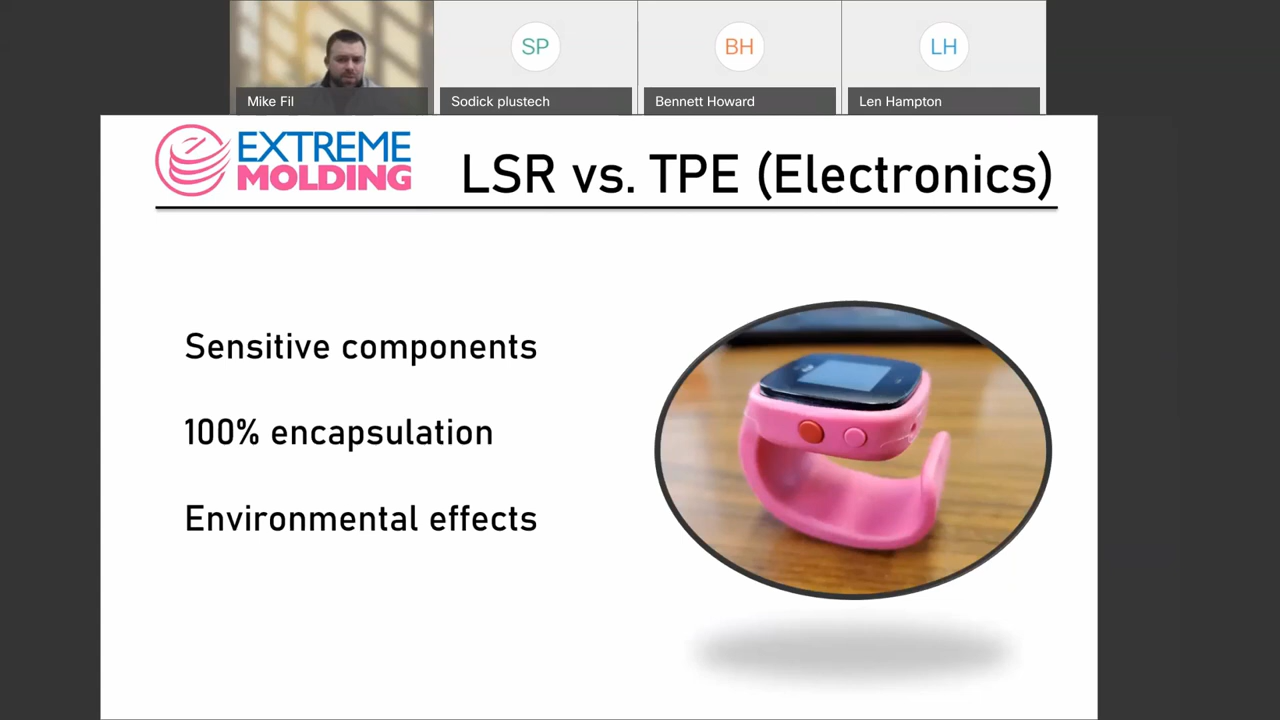 Mike Fil
SP
Sodick plustech
BH
Bennett Howard
LH
Len Hampton
EXTREME
MOLDING
LSR vs. TPE (Electronics)
Sensitive components
100% encapsulation
Environmental effects